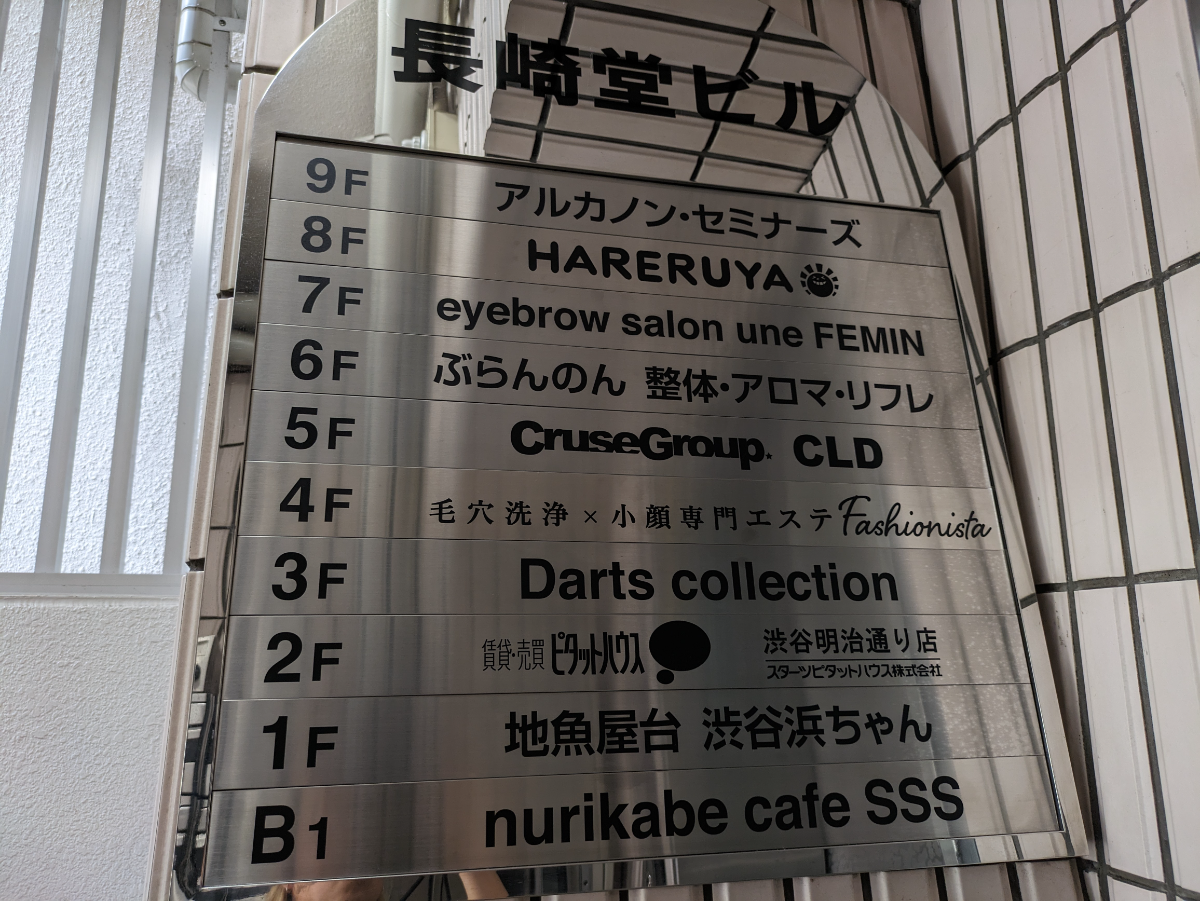 長崎堂ビル
9F アルカノン・セミナーズ
8F HARERUYA
7F eyebrow salon une FEMIN
6F ぶらんのん 整体・アロマ・リフレ
5F CruseGroup. CLD
4F 毛穴洗浄×小顔専門エステ Fashionista
3F Darts collection
2F 賃貸・売買 ピタットハウス 渋谷明治通り店
スターツピタットハウス株式会社
1F 地魚屋台 渋谷浜ちゃん
B1 nurikabe cafe SSS